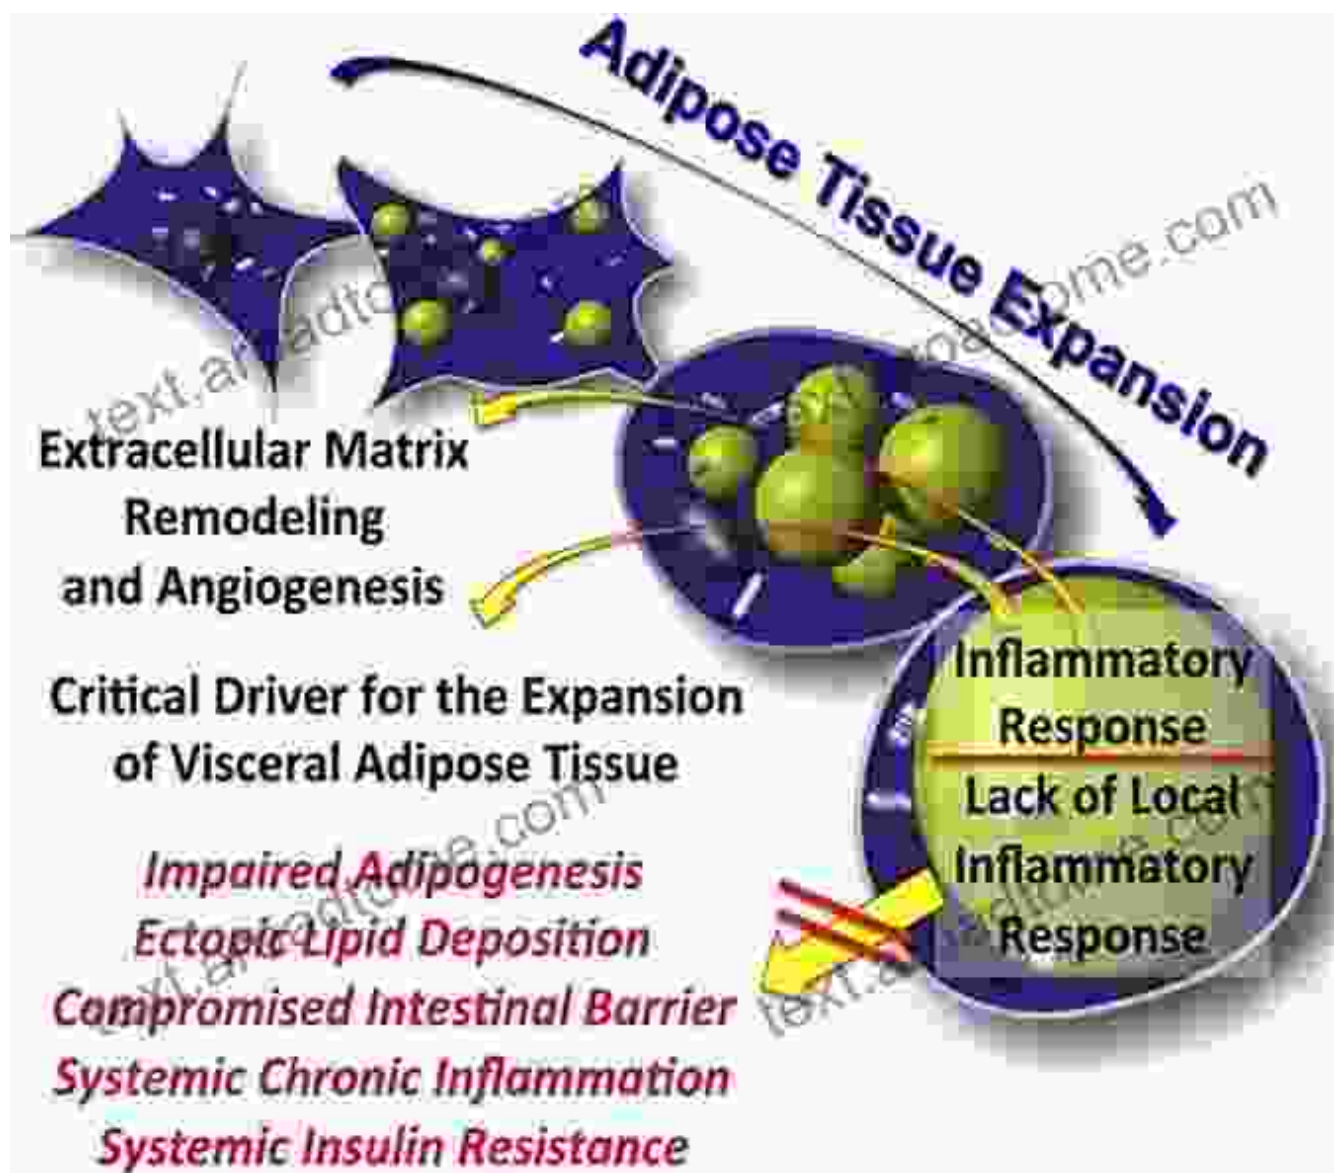 Adipose Tissue Expansion
Extracellular Matrix
Remodeling
and Angiogenesis
Critical Driver for the Expansion
of Visceral Adipose Tissue
Inflammatory
Response
Lack of Local
Inflammatory
Response
Impaired Adipogenesis
Ectopic Lipid Deposition
Compromised Intestinal Barrier
Systemic Chronic Inflammation
Systemic Insulin Resistance